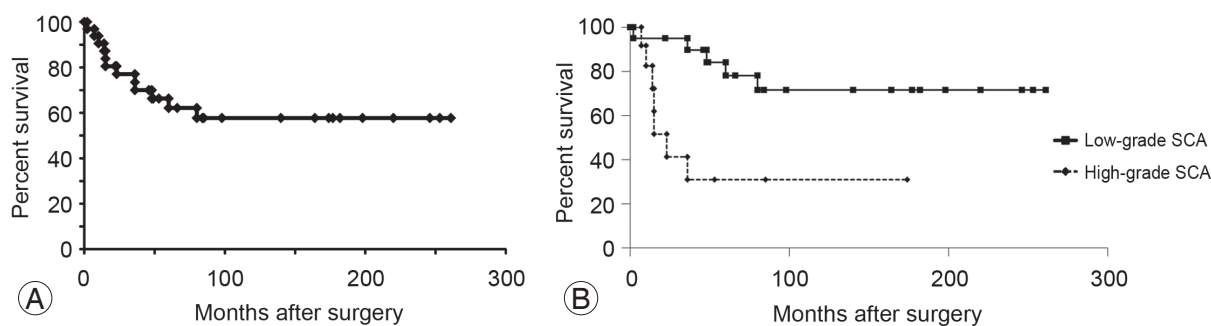 Percent survival
100
80
60
40
20
0
0 100 200 300
Months after surgery
A
Percent survival
100
80
60
40
20
0
0 100 200 300
Months after surgery
B
Low-grade SCA
High-grade SCA